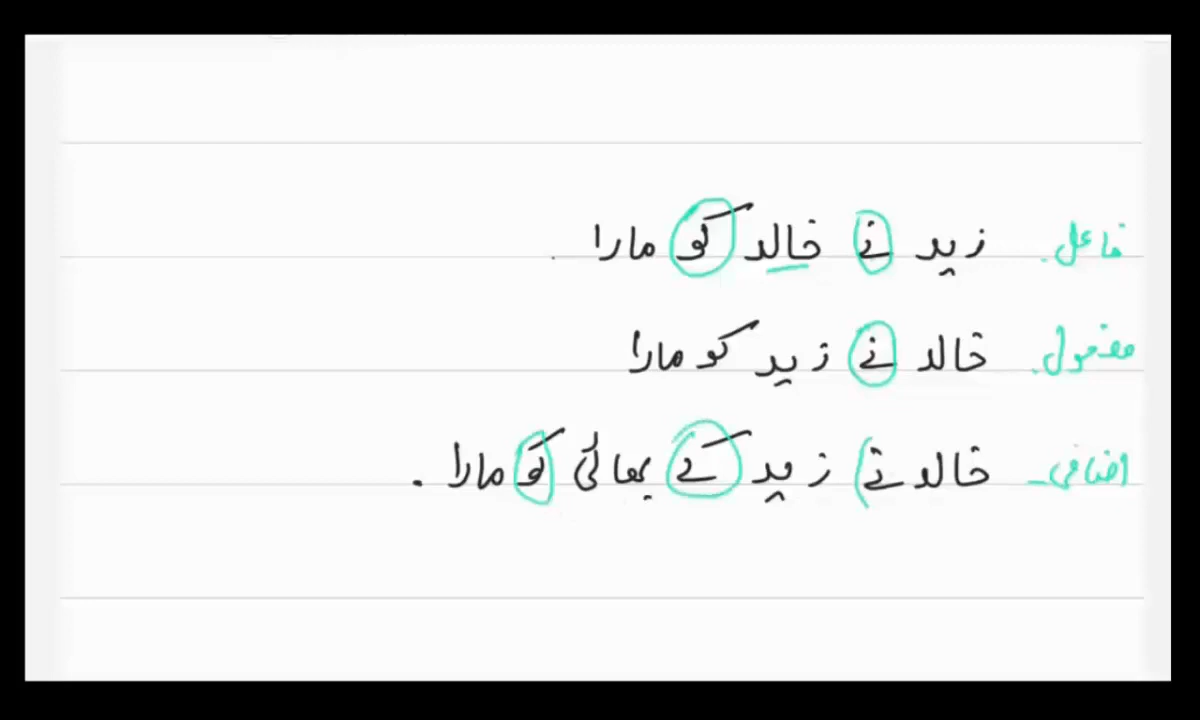 فاعل. زید نے خالد کو مارا .
مفعول. خالد نے زید کو مارا
اضافی۔ خالد نے زید کے بھائی کو مارا .